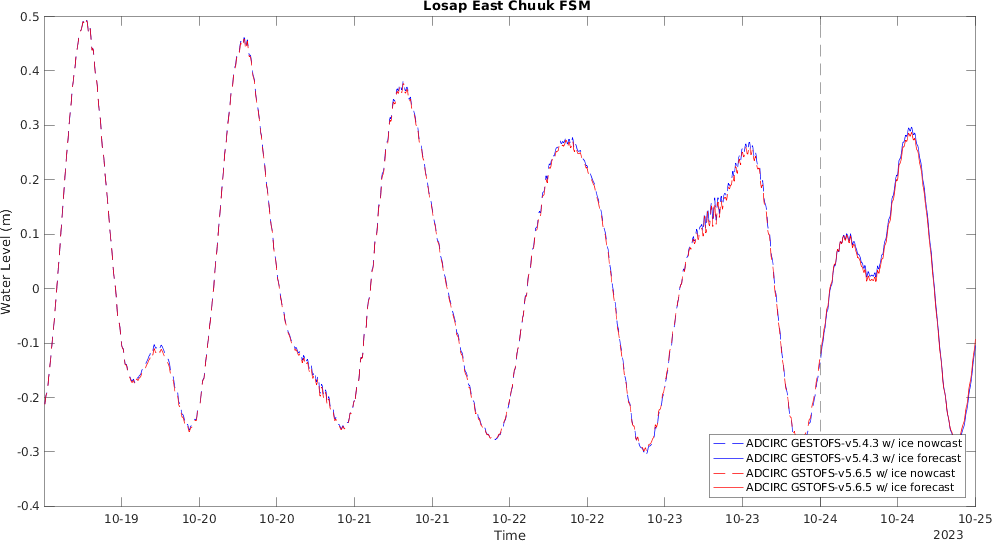 Losap East Chuuk FSM
0.5
0.4
0.3
0.2
0.1
0
-0.1
-0.2
-0.3
-0.4
Water Level (m)
ADCIRC GESTOFS-v5.4.3 w/ ice nowcast
ADCIRC GESTOFS-v5.4.3 w/ ice forecast
ADCIRC GSTOFS-v5.6.5 w/ ice nowcast
ADCIRC GSTOFS-v5.6.5 w/ ice forecast
10-19 10-20 10-20 10-21 10-21 10-22 10-22 10-23 10-23 10-24 10-24 10-25
Time
2023